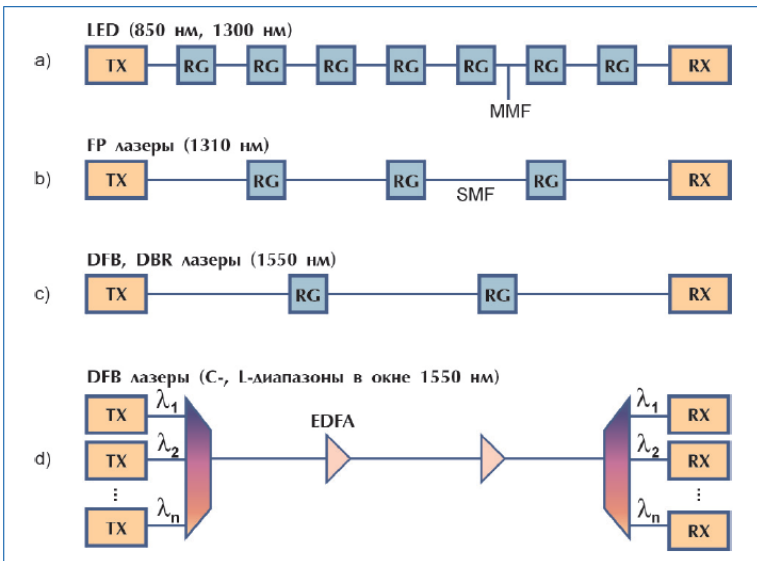 LED (850 нм, 1300 нм)
a) TX RG RG RG RG RG RG RG RX
MMF
FP лазеры (1310 нм)
b) TX RG RG RG RX
SMF
DFB, DBR лазеры (1550 нм)
c) TX RG RG RX
DFB лазеры (C-, L-диапазоны в окне 1550 нм)
TX λ1 λ1 RX
EDFA
d) TX λ2 λ2 RX
... ...
TX λn λn RX